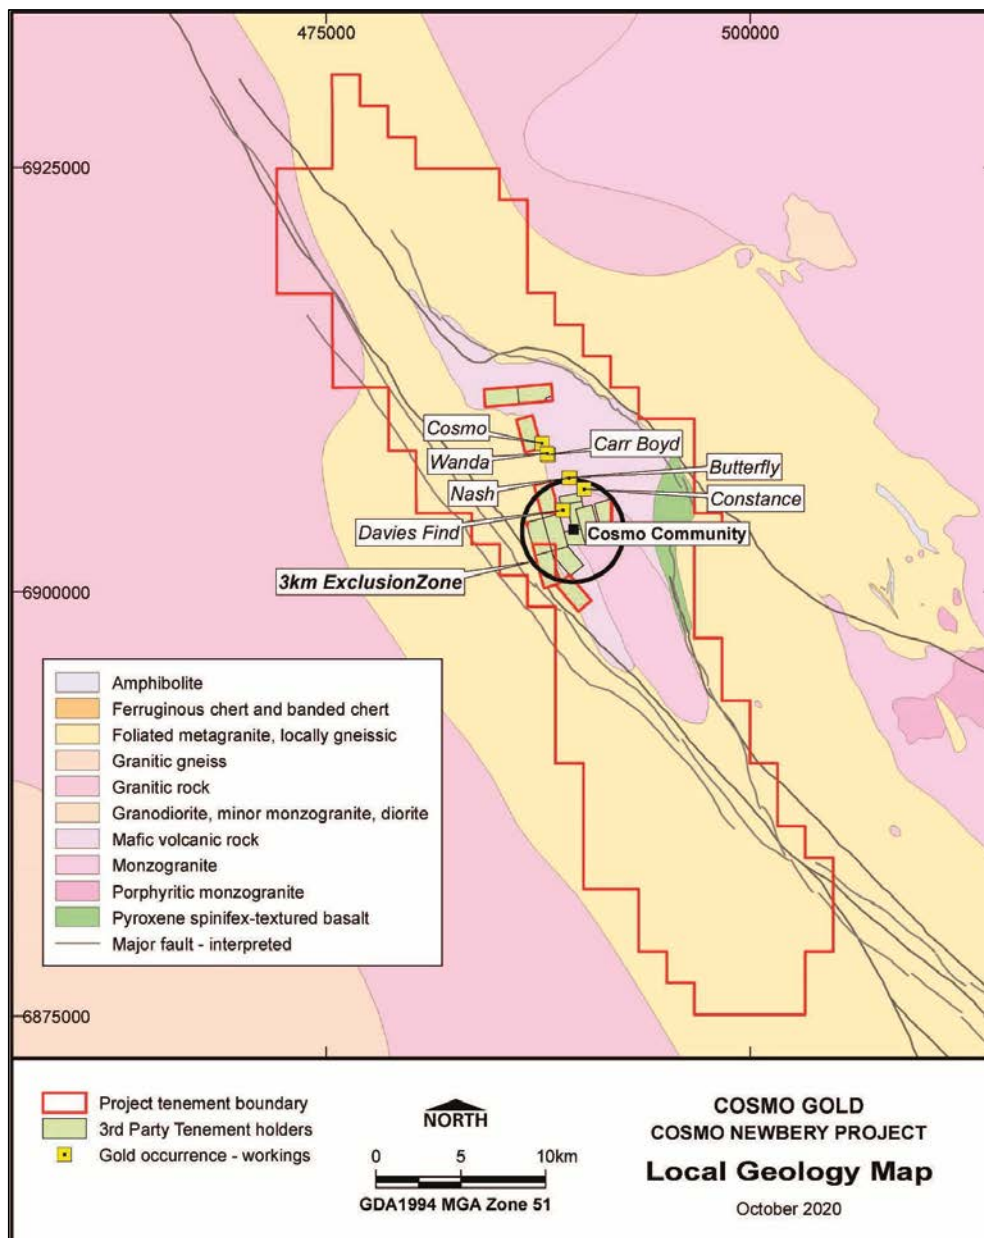 475000
500000
6925000
Cosmo
Carr Boyd
Wanda
Butterfly
Nash
Constance
Davies Find
Cosmo Community
3km ExclusionZone
6900000
Amphibolite
Ferruginous chert and banded chert
Foliated metagranite, locally gneissic
Granitic gneiss
Granitic rock
Granodiorite, minor monzogranite, diorite
Mafic volcanic rock
Monzogranite
Porphyritic monzogranite
Pyroxene spinifex-textured basalt
Major fault - interpreted
6875000
Project tenement boundary
3rd Party Tenement holders
Gold occurrence - workings
NORTH
0 5 10km
GDA1994 MGA Zone 51
COSMO GOLD
COSMO NEWBERY PROJECT
Local Geology Map
October 2020